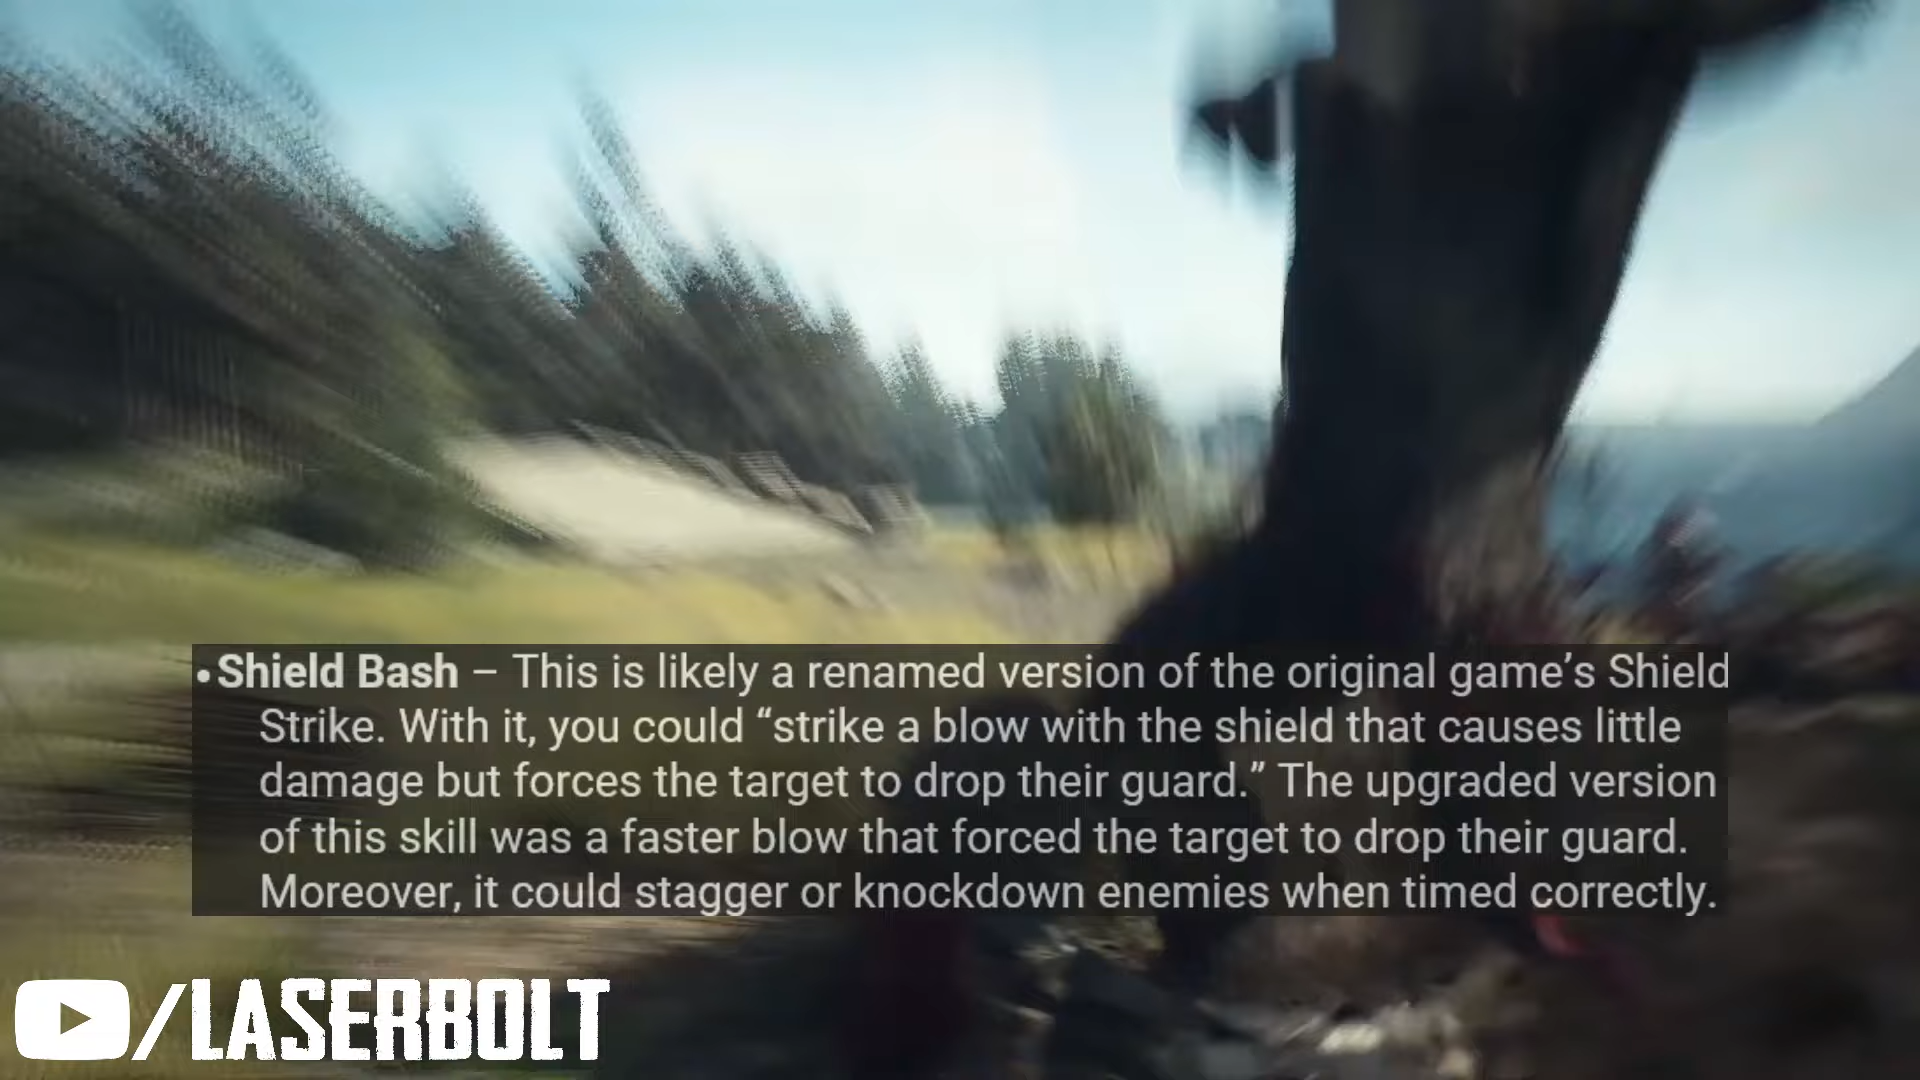 • Shield Bash – This is likely a renamed version of the original game’s Shield
Strike. With it, you could “strike a blow with the shield that causes little
damage but forces the target to drop their guard.” The upgraded version
of this skill was a faster blow that forced the target to drop their guard.
Moreover, it could stagger or knockdown enemies when timed correctly.
/LASERBOLT